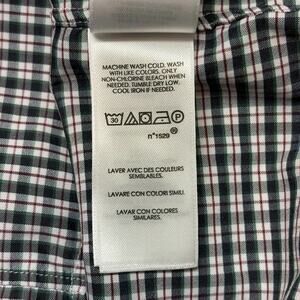 MACHINE WASH COLD. WASH
WITH LIKE COLORS. ONLY
NON-CHLORINE BLEACH WHEN
NEEDED. TUMBLE DRY LOW.
COOL IRON IF NEEDED.
30 P
n°1529 ®
LAVER AVEC DES COULEURS
SEMBLABLES.
LAVARE CON COLORI SIMILI.
LAVAR CON COLORES
SIMILARES.